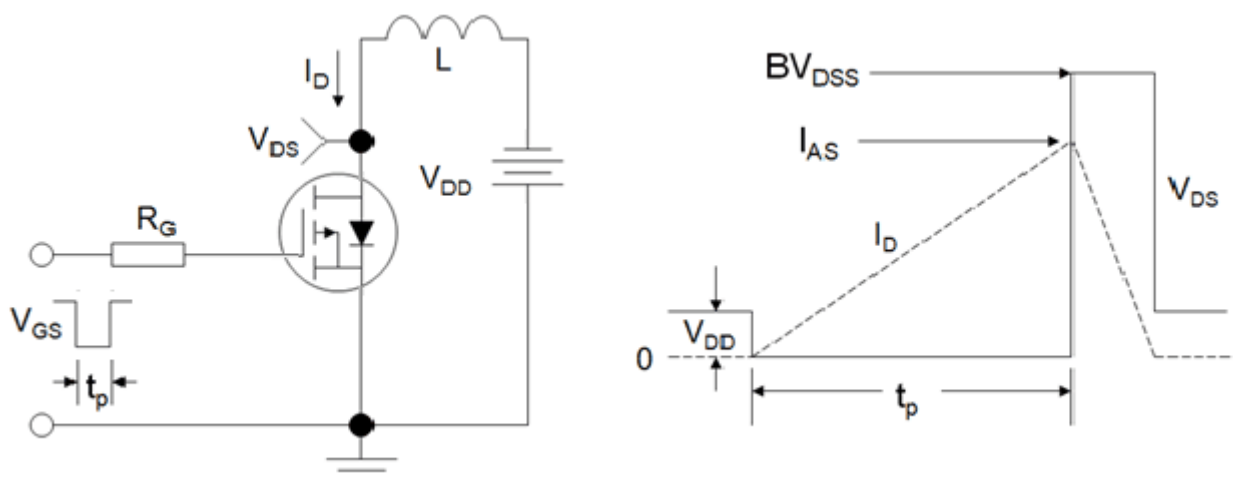 L
I_D
V_DS
V_DD
R_G
V_GS
t_p
BV_DSS
I_AS
V_DS
I_D
V_DD
0
t_p